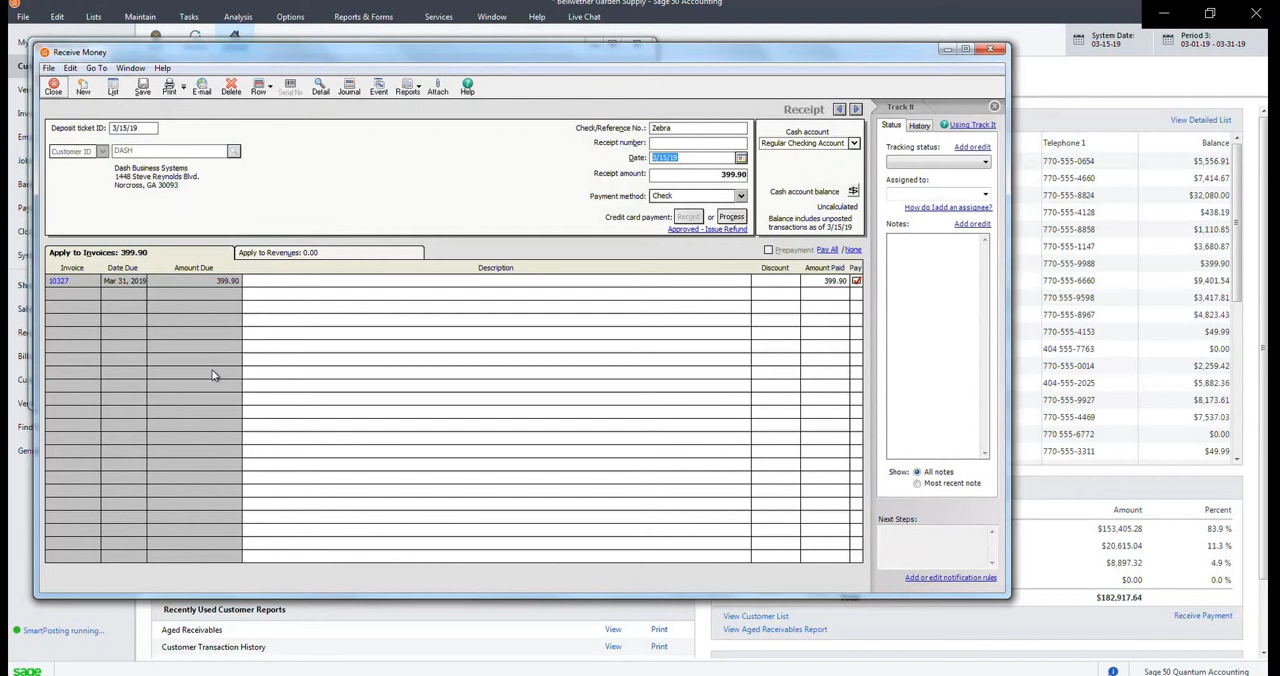 " Bellwether Garden Supply - Sage 50 Accounting
File Edit Lists Maintain Tasks Analysis Options Reports & Forms Services Window Help Live Chat
System Date:
03-15-19
Period 3:
03-01-19 - 03-31-19
Receive Money
File Edit Go To Window Help
Close New List Save Print E-mail Delete Row Serial No Detail Journal Event Reports Attach Help
Receipt
Deposit ticket ID: 3/15/19
Customer ID DASH
Dash Business Systems
1448 Steve Reynolds Blvd.
Norcross, GA 30093
Check/Reference No.: Zebra
Receipt number:
Date: 3/15/19
Receipt amount: 399.90
Payment method: Check
Credit card payment: Record or Process
Approved - Issue Refund
Cash account
Regular Checking Account
Cash account balance
Uncalculated
Balance includes unposted
transactions as of 3/15/19
Apply to Invoices: 399.90
Apply to Revenues: 0.00
Prepayment Pay All / None
Invoice Date Due Amount Due Description Discount Amount Paid Pay
10327 Mar 31, 2019 399.90 399.90
Track It
Status History Using Track It
Tracking status: Add or edit
Assigned to:
How do I add an assignee?
Notes: Add or edit
Show: All notes
Most recent note
Next Steps:
Add or edit notification rules
View Detailed List
Telephone 1 Balance
770-555-0654 $5,556.91
770-555-4660 $7,414.67
770-555-8824 $32,080.00
770-555-4128 $438.19
770-555-8858 $1,110.85
770-555-1147 $3,680.87
770-555-9988 $399.90
770-555-6660 $9,401.54
770 555-9598 $3,417.81
770-555-8967 $4,823.43
770-555-4153 $49.99
404 555-7763 $0.00
770-555-0014 $2,259.42
404-555-2025 $5,882.36
770-555-9927 $8,173.61
770-555-4469 $7,537.03
770 555-6772 $0.00
770-555-3311 $49.99
Amount Percent
$153,405.28 83.9 %
$20,615.04 11.3 %
$8,897.32 4.9 %
$0.00 0.0 %
$182,917.64
View Customer List Receive Payment
View Aged Receivables Report
Recently Used Customer Reports
Aged Receivables View Print
Customer Transaction History View Print
SmartPosting running...
sage
Sage 50 Quantum Accounting